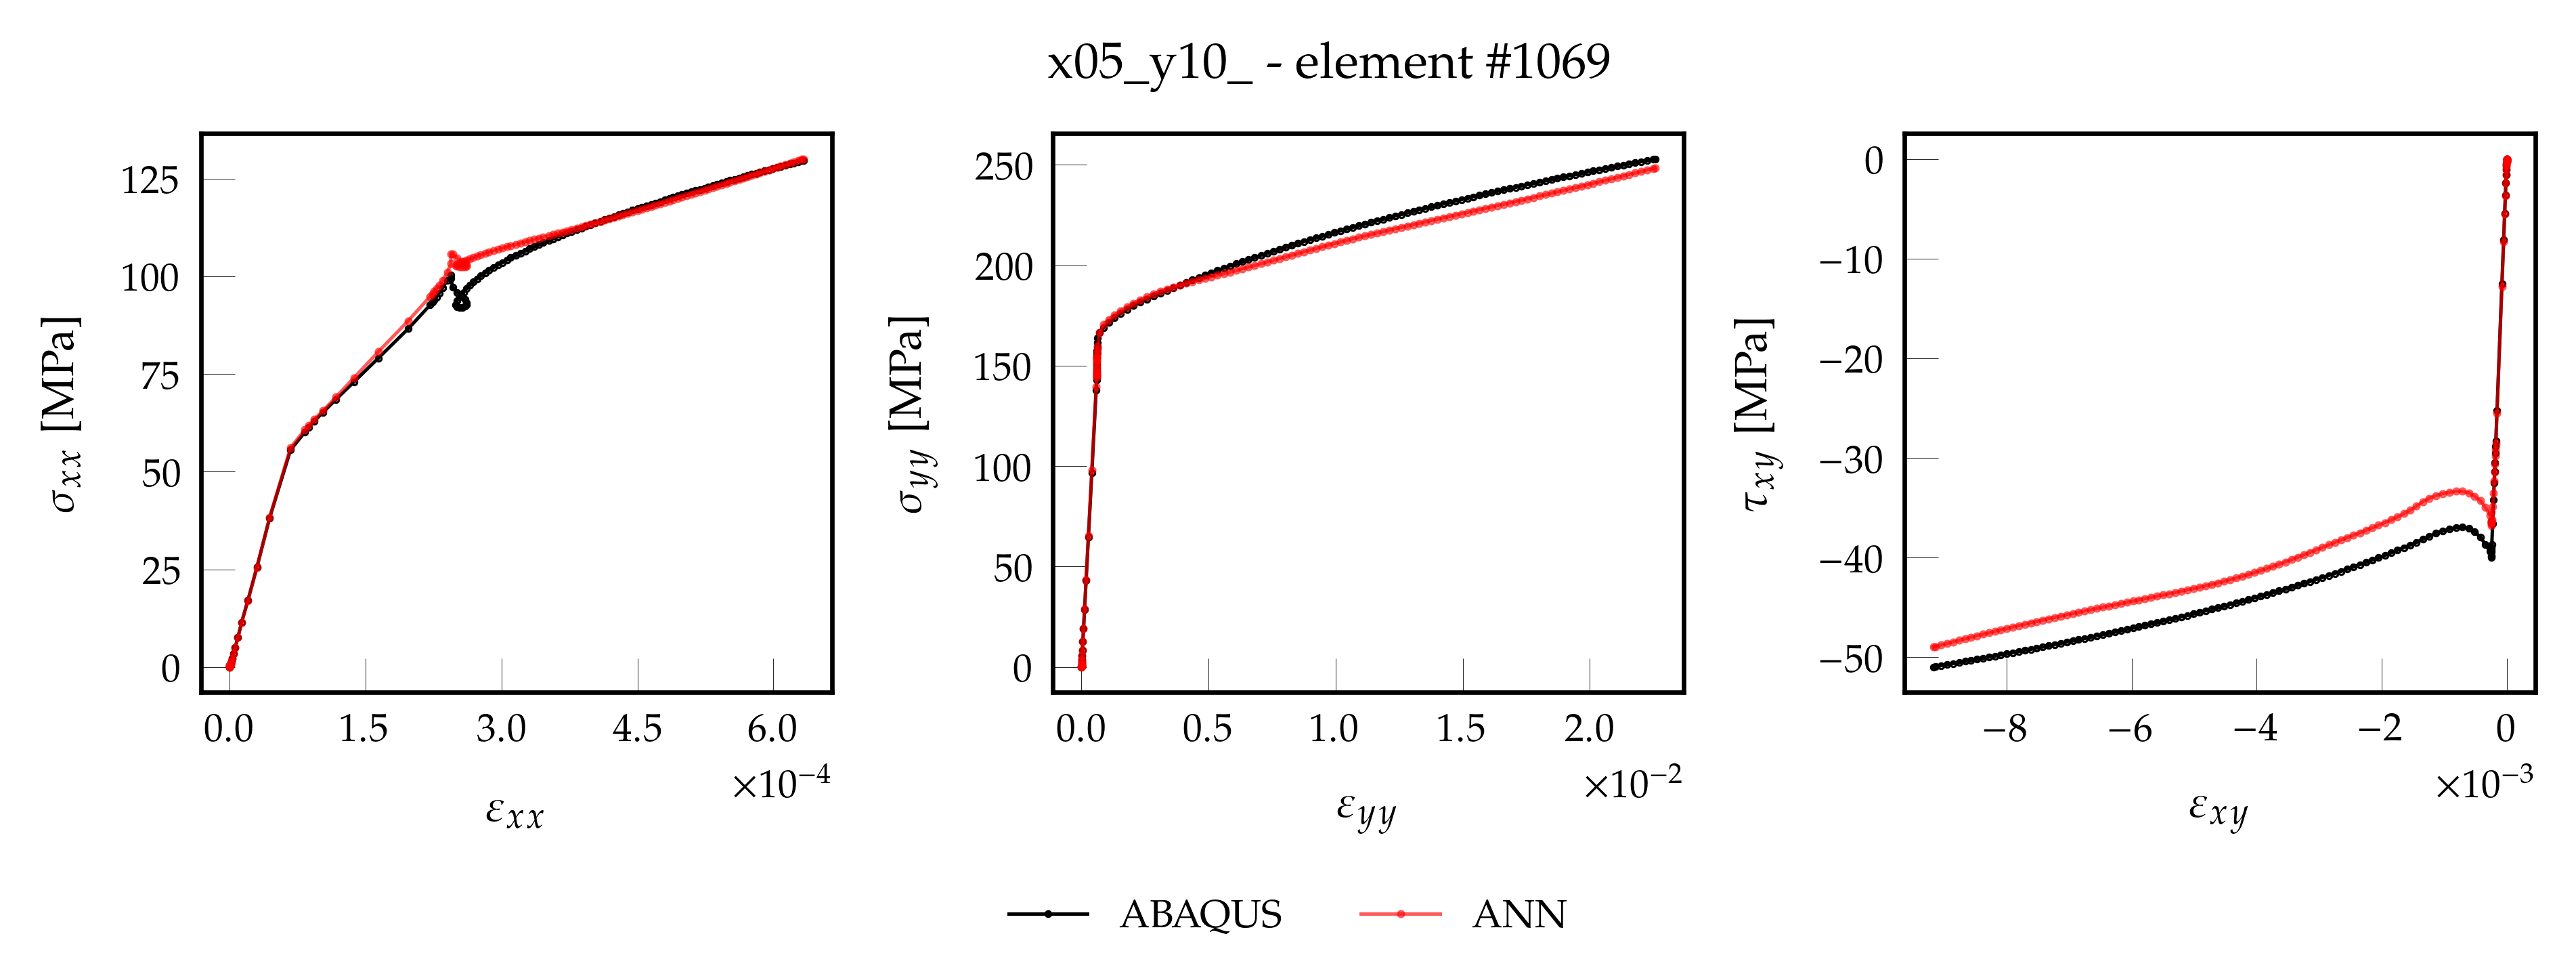 x05_y10_ - element #1069
σxx [MPa]
125
100
75
50
25
0
0.0 1.5 3.0 4.5 6.0
×10⁻⁴
εxx
σyy [MPa]
250
200
150
100
50
0
0.0 0.5 1.0 1.5 2.0
×10⁻²
εyy
τxy [MPa]
0
−10
−20
−30
−40
−50
−8 −6 −4 −2 0
×10⁻³
εxy
ABAQUS ANN